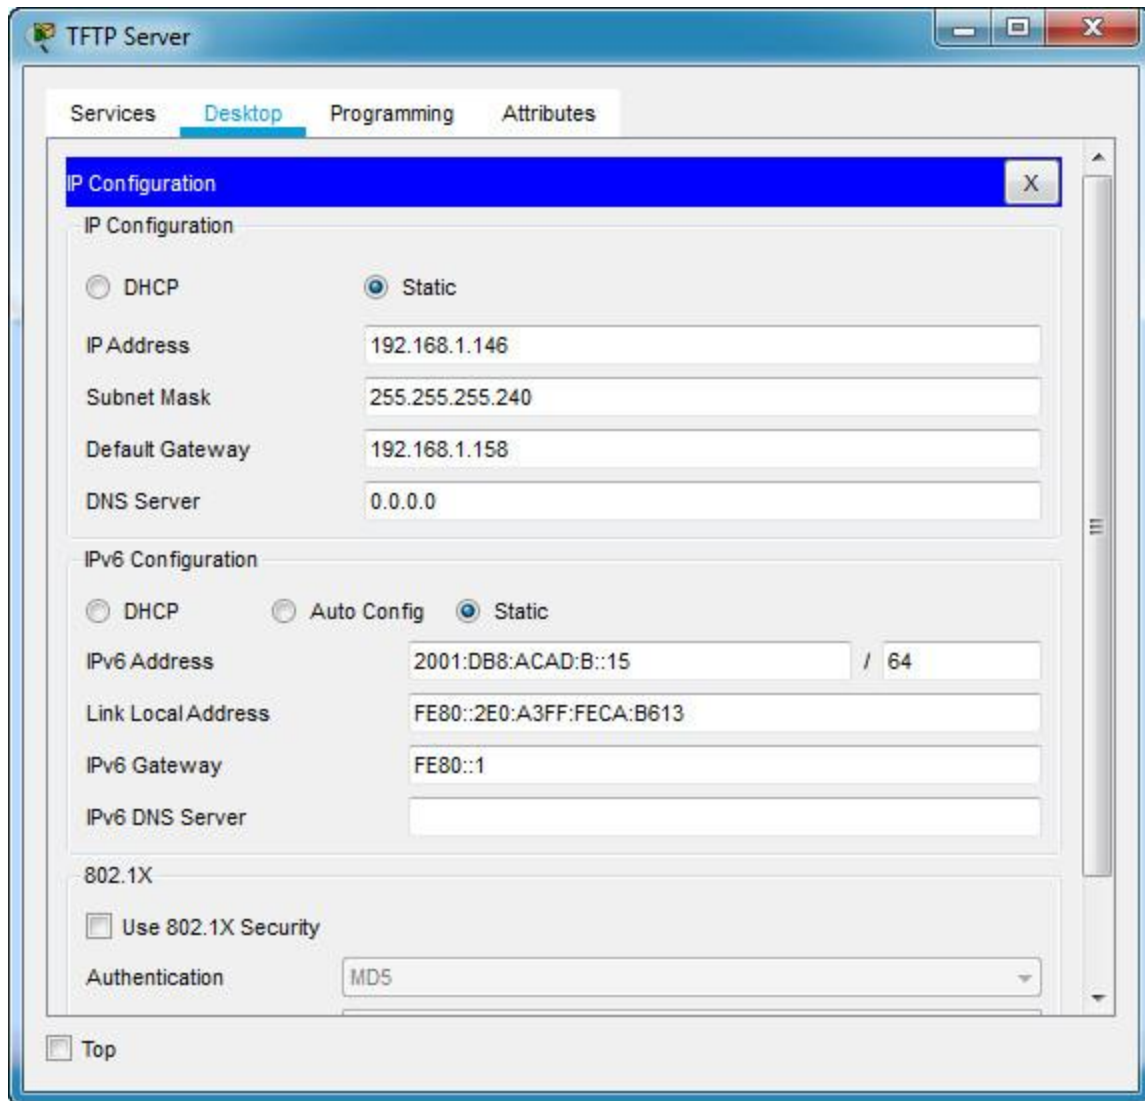 TFTP Server
Services Desktop Programming Attributes
IP Configuration X
IP Configuration
DHCP Static
IP Address 192.168.1.146
Subnet Mask 255.255.255.240
Default Gateway 192.168.1.158
DNS Server 0.0.0.0
IPv6 Configuration
DHCP Auto Config Static
IPv6 Address 2001:DB8:ACAD:B::15 / 64
Link Local Address FE80::2E0:A3FF:FECA:B613
IPv6 Gateway FE80::1
IPv6 DNS Server
802.1X
Use 802.1X Security
Authentication MD5
Top